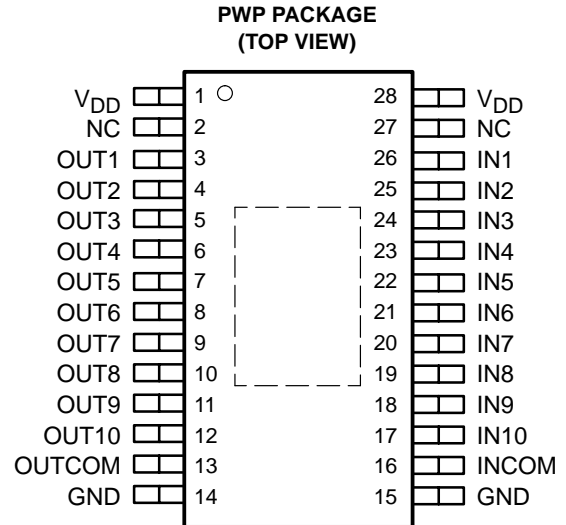 PWP PACKAGE
(TOP VIEW)
VDD 1 28 VDD
NC 2 27 NC
OUT1 3 26 IN1
OUT2 4 25 IN2
OUT3 5 24 IN3
OUT4 6 23 IN4
OUT5 7 22 IN5
OUT6 8 21 IN6
OUT7 9 20 IN7
OUT8 10 19 IN8
OUT9 11 18 IN9
OUT10 12 17 IN10
OUTCOM 13 16 INCOM
GND 14 15 GND